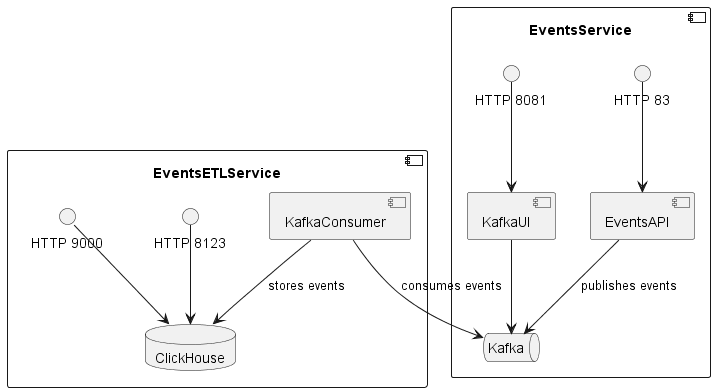 EventsService
HTTP 8081
HTTP 83
EventsETLService
KafkaConsumer
KafkaUI
EventsAPI
HTTP 9000
HTTP 8123
stores events
consumes events
publishes events
ClickHouse
Kafka